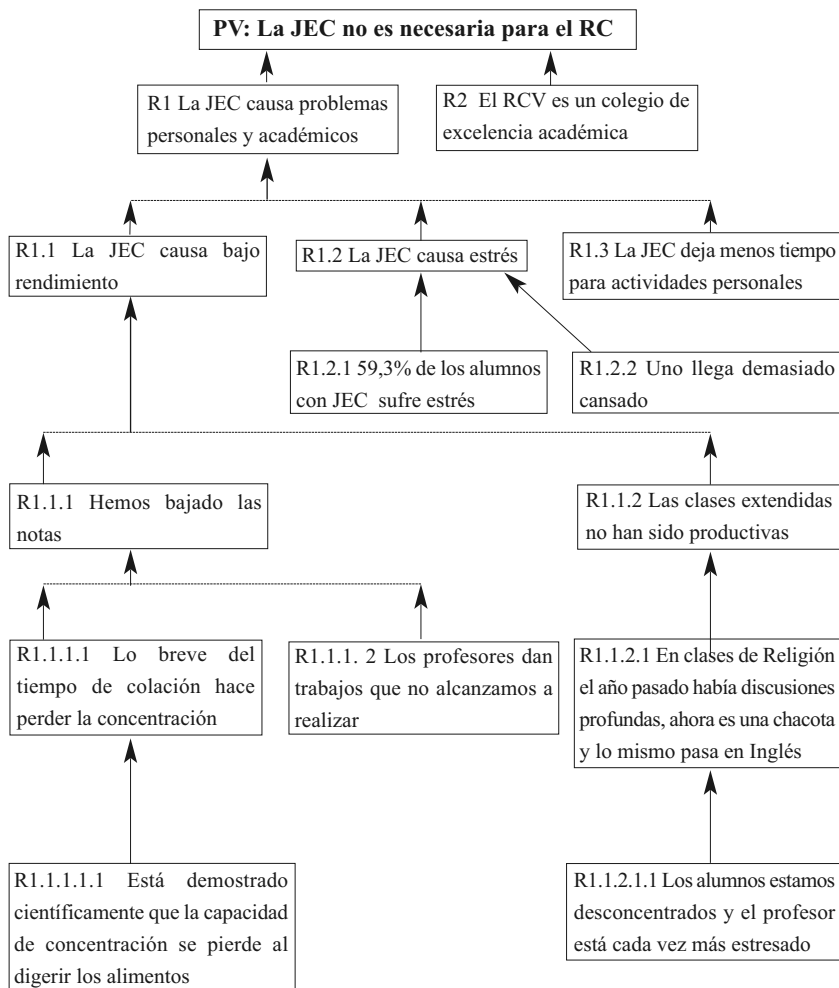 PV: La JEC no es necesaria para el RC
R1 La JEC causa problemas
personales y académicos
R2 El RCV es un colegio de
excelencia académica
R1.1 La JEC causa bajo
rendimiento
R1.2 La JEC causa estrés
R1.3 La JEC deja menos tiempo
para actividades personales
R1.2.1 59,3% de los alumnos
con JEC sufre estrés
R1.2.2 Uno llega demasiado
cansado
R1.1.1 Hemos bajado las
notas
R1.1.2 Las clases extendidas
no han sido productivas
R1.1.1.1 Lo breve del
tiempo de colación hace
perder la concentración
R1.1.1. 2 Los profesores dan
trabajos que no alcanzamos a
realizar
R1.1.2.1 En clases de Religión
el año pasado había discusiones
profundas, ahora es una chacota
y lo mismo pasa en Inglés
R1.1.1.1.1 Está demostrado
científicamente que la capacidad
de concentración se pierde al
digerir los alimentos
R1.1.2.1.1 Los alumnos estamos
desconcentrados y el profesor
está cada vez más estresado